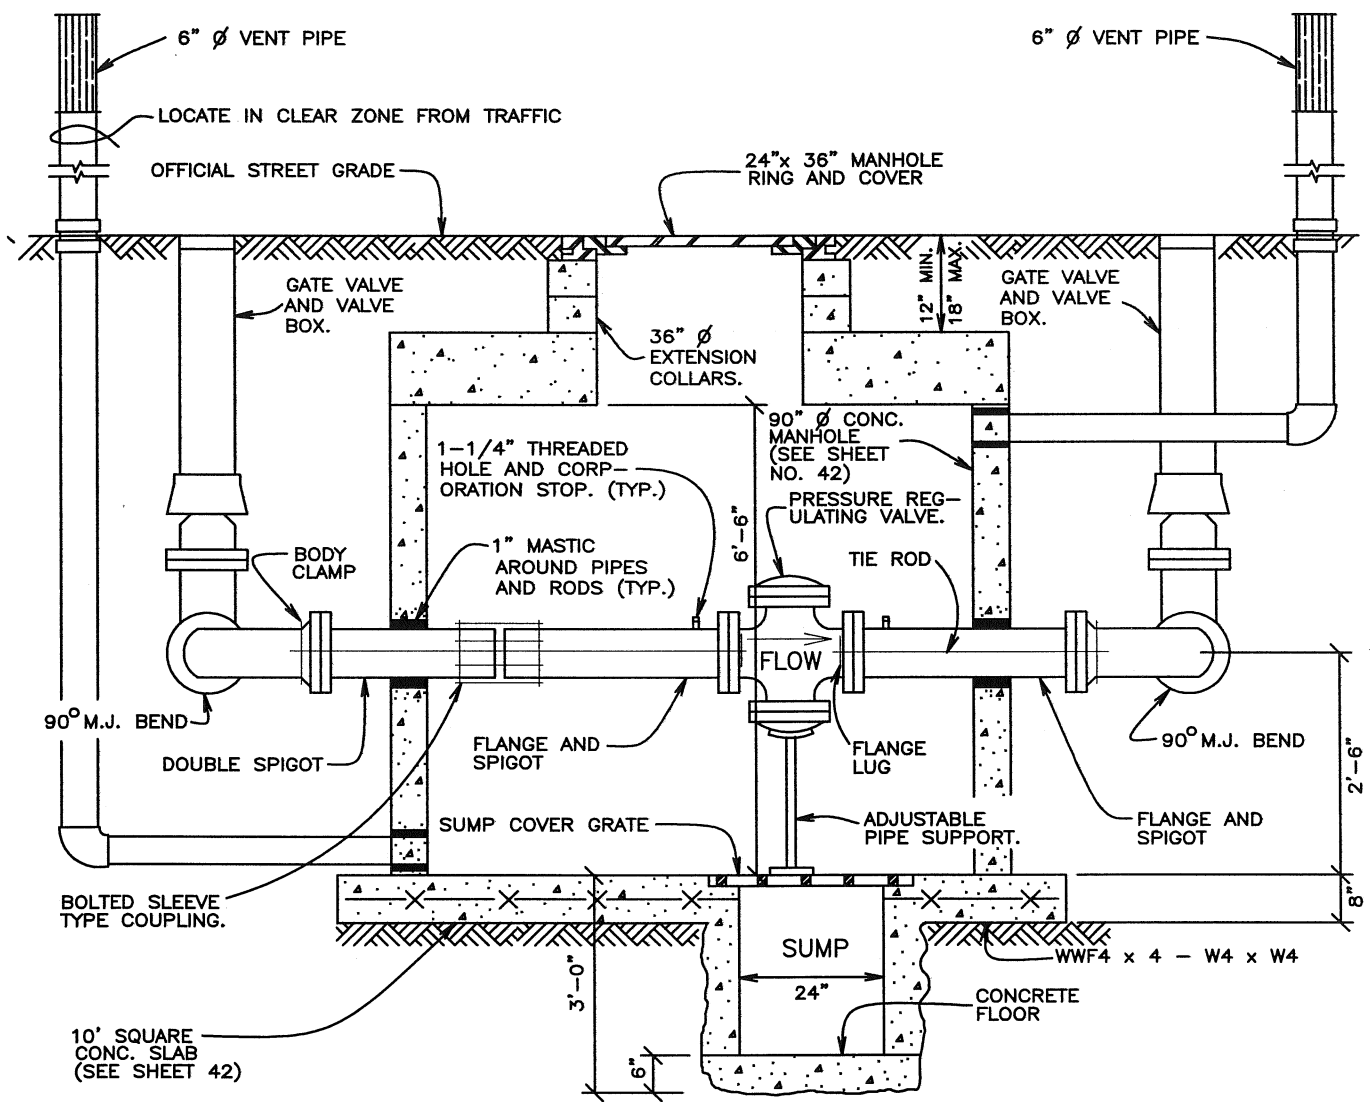 6" Ø VENT PIPE
6" Ø VENT PIPE
LOCATE IN CLEAR ZONE FROM TRAFFIC
OFFICIAL STREET GRADE
24"x 36" MANHOLE
RING AND COVER
GATE VALVE
AND VALVE
BOX.
36" Ø
EXTENSION
COLLARS.
12" MIN.
18" MAX.
GATE VALVE
AND VALVE
BOX.
1-1/4" THREADED
HOLE AND CORP-
ORATION STOP. (TYP.)
90" Ø CONC.
MANHOLE
(SEE SHEET
NO. 42)
PRESSURE REG-
ULATING VALVE.
6'-6"
BODY
CLAMP
1" MASTIC
AROUND PIPES
AND RODS (TYP.)
TIE ROD
FLOW
90° M.J. BEND
DOUBLE SPIGOT
FLANGE AND
SPIGOT
FLANGE
LUG
90° M.J. BEND
2'-6"
SUMP COVER GRATE
ADJUSTABLE
PIPE SUPPORT.
FLANGE AND
SPIGOT
BOLTED SLEEVE
TYPE COUPLING.
8"
SUMP
24"
WWF4 x 4 - W4 x W4
3'-0"
CONCRETE
FLOOR
10' SQUARE
CONC. SLAB
(SEE SHEET 42)
6"